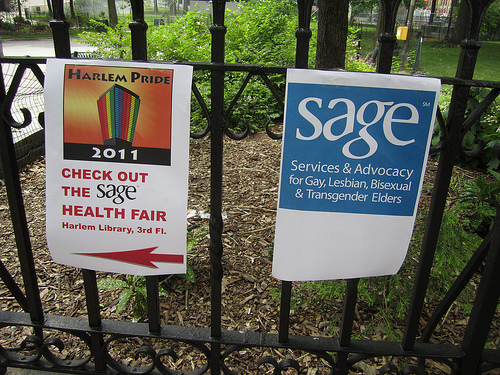 HARLEM PRIDE
2011
CHECK OUT
THE sage
HEALTH FAIR
Harlem Library, 3rd Fl.
sage SM
Services & Advocacy
for Gay, Lesbian, Bisexual
& Transgender Elders